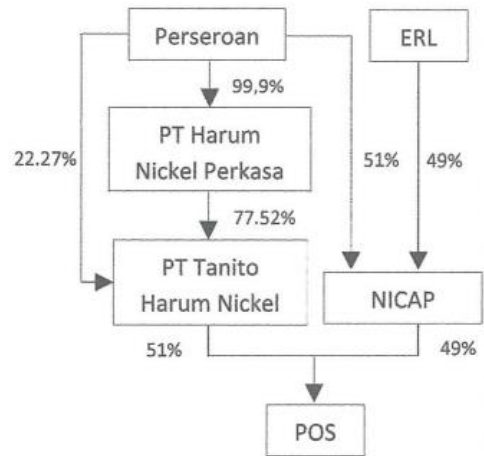 Perseroan
ERL
99,9%
PT Harum
Nickel Perkasa
22.27%
51%
49%
77.52%
PT Tanito
Harum Nickel
NICAP
51%
49%
POS